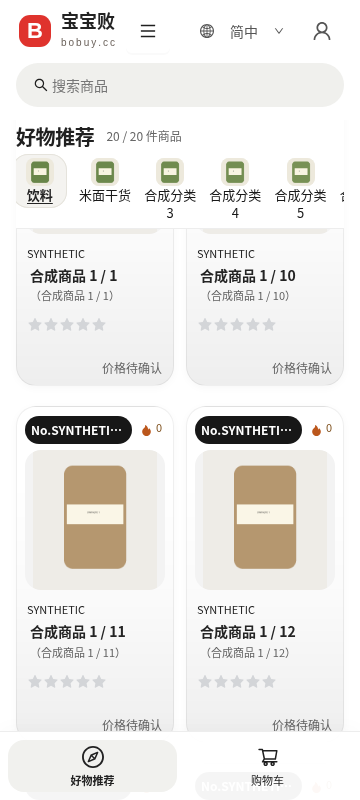 B 宝宝败
bobuy.cc
简中
搜索商品
好物推荐 20 / 20 件商品
饮料 米面干货 合成分类 3 合成分类 4 合成分类 5
SYNTHETIC SYNTHETIC
合成商品 1 / 1 合成商品 1 / 10
（合成商品 1 / 1） （合成商品 1 / 10）
价格待确认 价格待确认
No.SYNTHETI··· 0 No.SYNTHETI··· 0
SYNTHETIC SYNTHETIC
合成商品 1 / 11 合成商品 1 / 12
（合成商品 1 / 11） （合成商品 1 / 12）
价格待确认 价格待确认
好物推荐 购物车